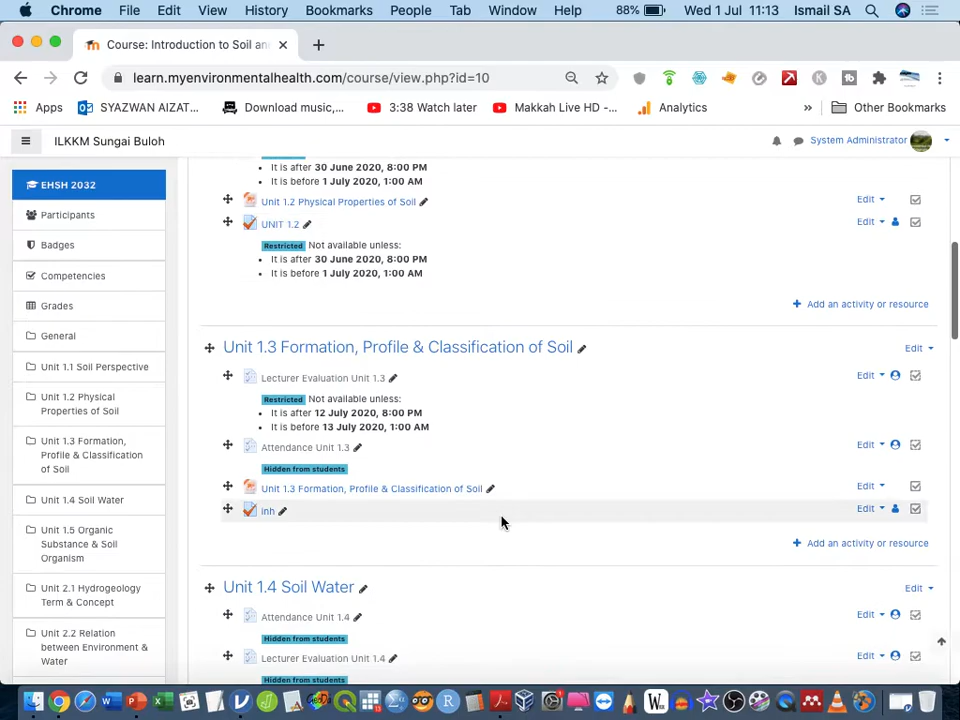 Chrome File Edit View History Bookmarks People Tab Window Help 88% Wed 1 Jul 11:13 Ismail SA
Course: Introduction to Soil an
learn.myenvironmentalhealth.com/course/view.php?id=10
Apps SYAZWAN AIZAT... Download music,... 3:38 Watch later Makkah Live HD -... Analytics » Other Bookmarks
ILKKM Sungai Buloh System Administrator
EHSH 2032
Participants
Badges
Competencies
Grades
General
Unit 1.1 Soil Perspective
Unit 1.2 Physical
Properties of Soil
Unit 1.3 Formation,
Profile & Classification
of Soil
Unit 1.4 Soil Water
Unit 1.5 Organic
Substance & Soil
Organism
Unit 2.1 Hydrogeology
Term & Concept
Unit 2.2 Relation
between Environment &
Water
It is after 30 June 2020, 8:00 PM
It is before 1 July 2020, 1:00 AM
Unit 1.2 Physical Properties of Soil Edit
UNIT 1.2 Edit
Restricted Not available unless:
It is after 30 June 2020, 8:00 PM
It is before 1 July 2020, 1:00 AM
Add an activity or resource
Unit 1.3 Formation, Profile & Classification of Soil Edit
Lecturer Evaluation Unit 1.3 Edit
Restricted Not available unless:
It is after 12 July 2020, 8:00 PM
It is before 13 July 2020, 1:00 AM
Attendance Unit 1.3 Edit
Hidden from students
Unit 1.3 Formation, Profile & Classification of Soil Edit
inh Edit
Add an activity or resource
Unit 1.4 Soil Water Edit
Attendance Unit 1.4 Edit
Hidden from students
Lecturer Evaluation Unit 1.4 Edit
Hidden from students